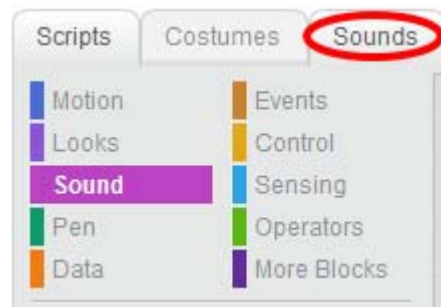 Scripts Costumes Sounds
Motion Events
Looks Control
Sound Sensing
Pen Operators
Data More Blocks